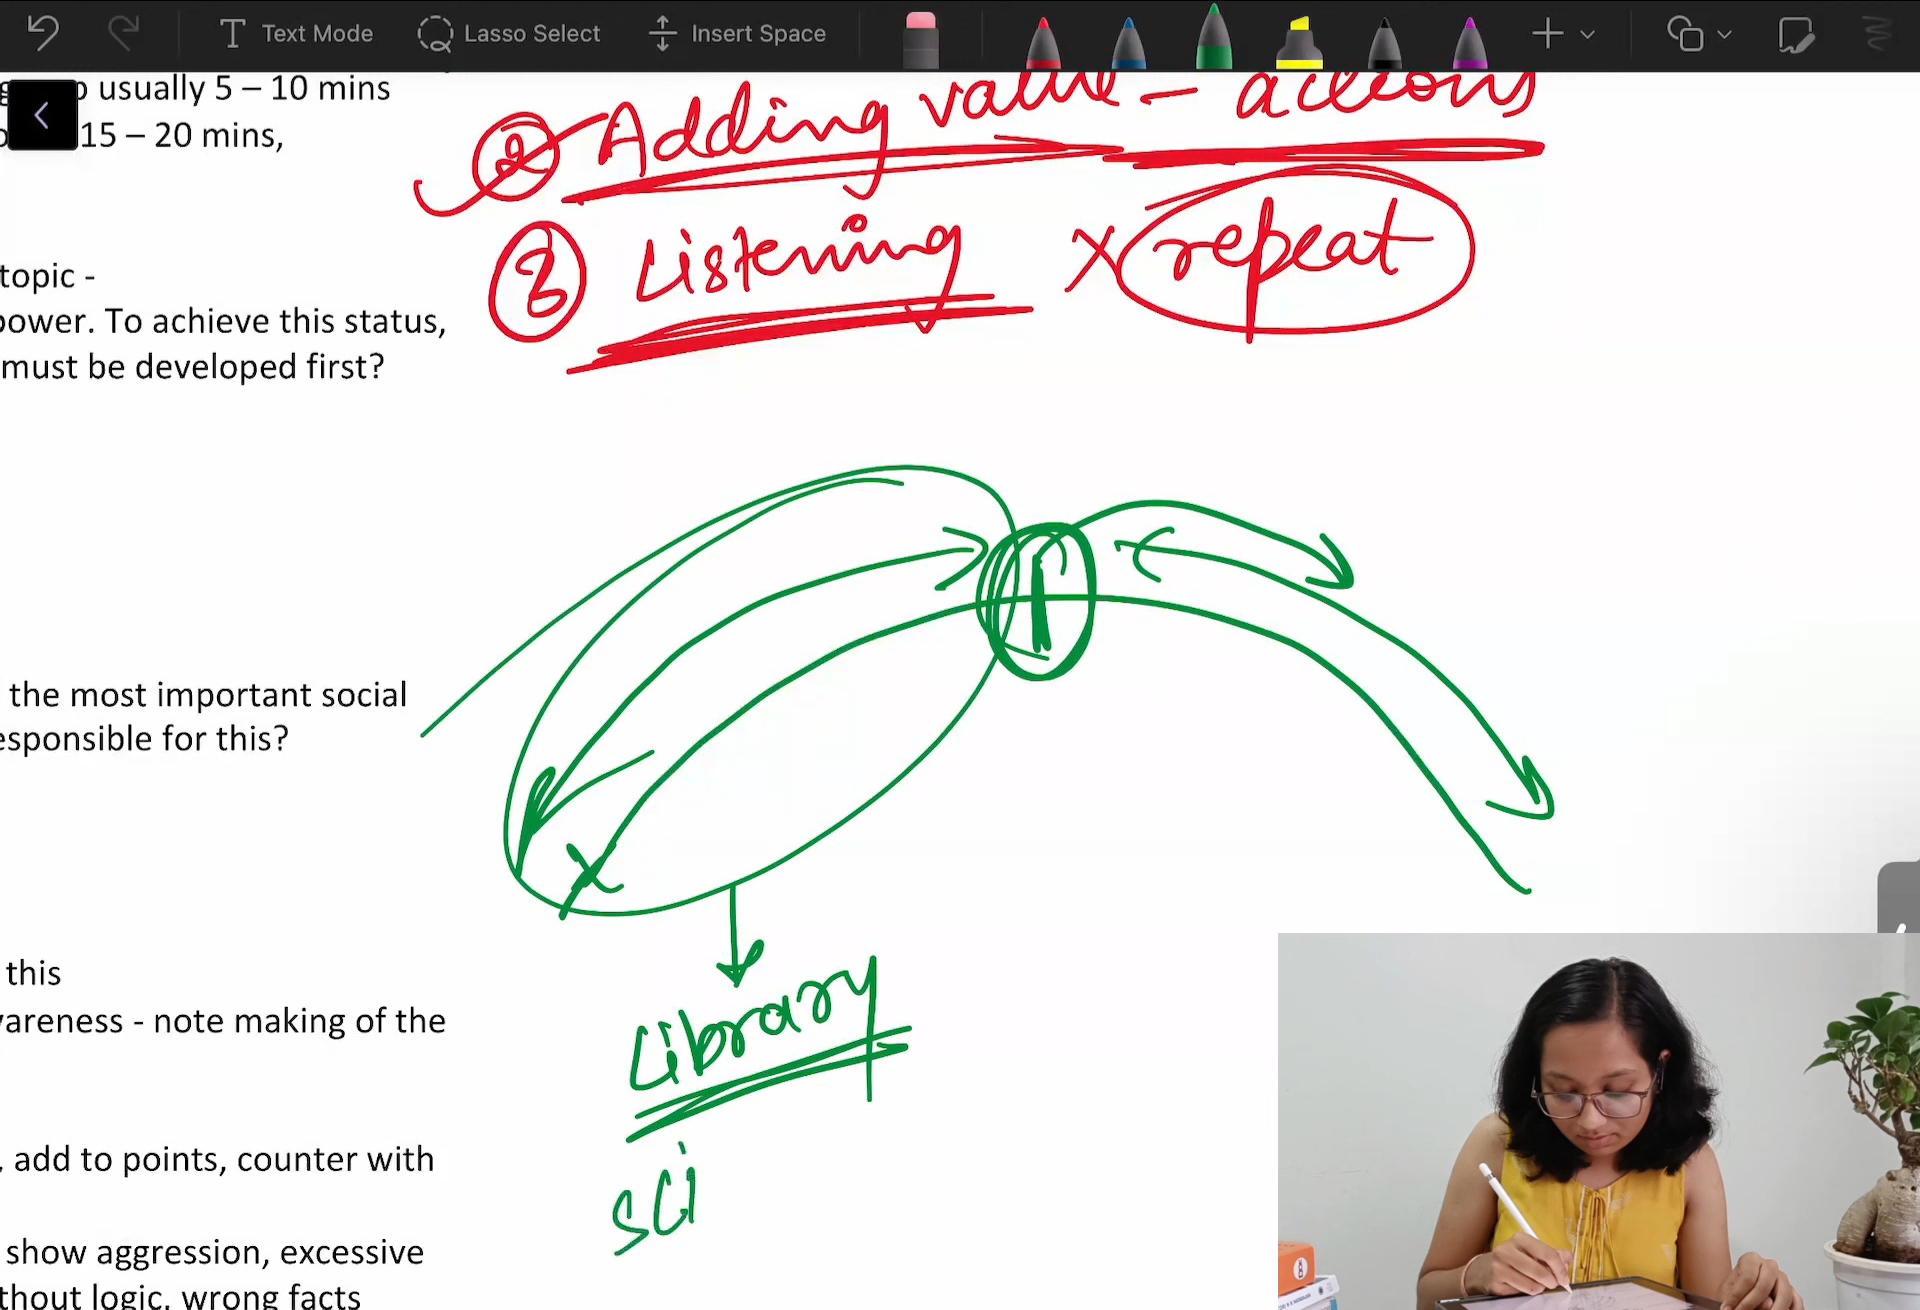 Text Mode Lasso Select Insert Space
usually 5 – 10 mins
15 – 20 mins,
② Adding value – actions
③ Listening X repeat
topic -
power. To achieve this status,
must be developed first?
the most important social
esponsible for this?
this
vareness - note making of the
Library
, add to points, counter with
sci
show aggression, excessive
thout logic, wrong facts